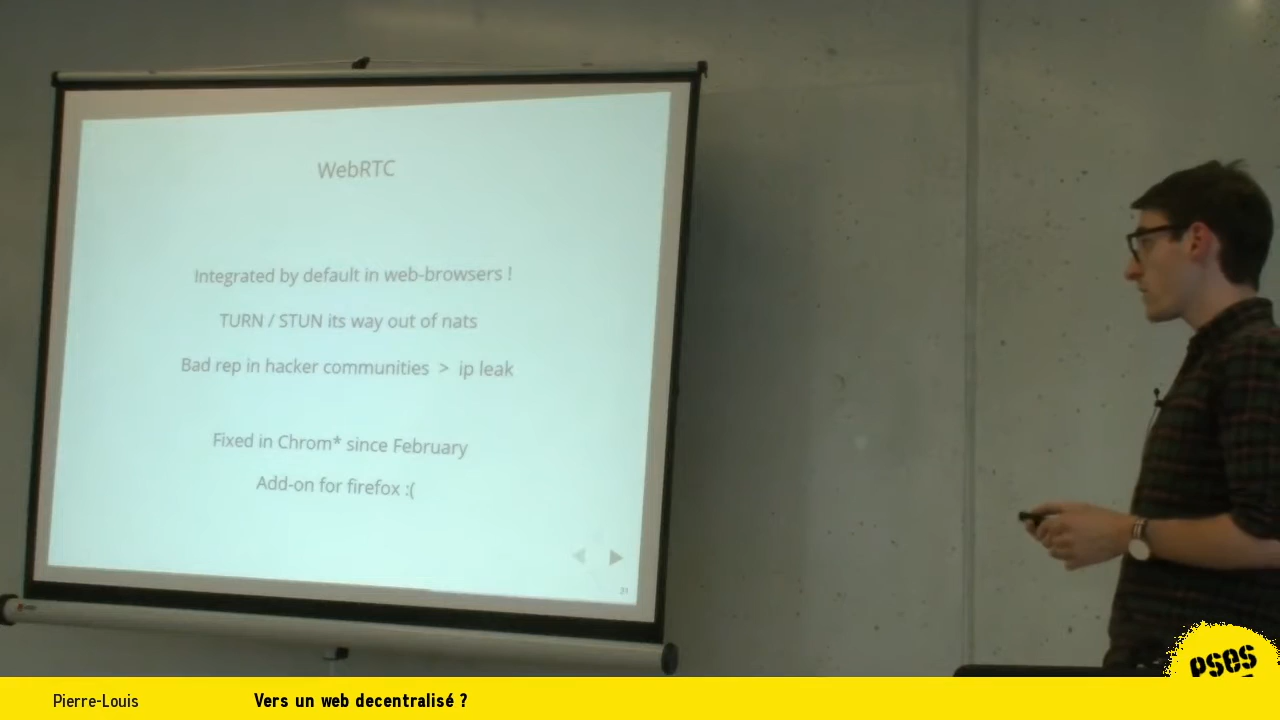 WebRTC
Integrated by default in web-browsers !
TURN / STUN its way out of nats
Bad rep in hacker communities > ip leak
Fixed in Chrom* since February
Add-on for firefox :(
31
pses
Pierre-Louis
Vers un web decentralisé ?